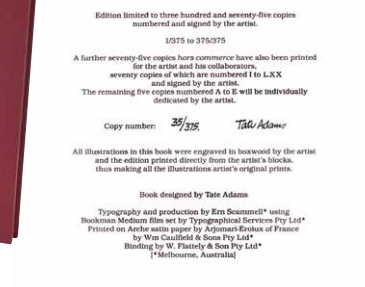 Edition limited to three hundred and seventy-five copies
numbered and signed by the artist.
1/375 to 375/375
A further seventy-five copies hors commerce have also been printed
for the artist and his collaborators,
seventy copies of which are numbered I to LXX
and signed by the artist.
The remaining five copies numbered A to E will be individually
dedicated by the artist.
Copy number: 35/375. Tate Adams
All illustrations in this book were engraved in boxwood by the artist
and the edition printed directly from the artist's blocks,
thus making all the illustrations artist's original prints.
Book designed by Tate Adams
Typography and production by Ern Scammell* using
Bookman Medium film set by Typographical Services Pty Ltd*
Printed on Arche satin paper by Arjomari-Eroiux of France
by Wm Caulfield & Sons Pty Ltd*
Binding by W. Flattely & Son Pty Ltd*
[*Melbourne, Australia]